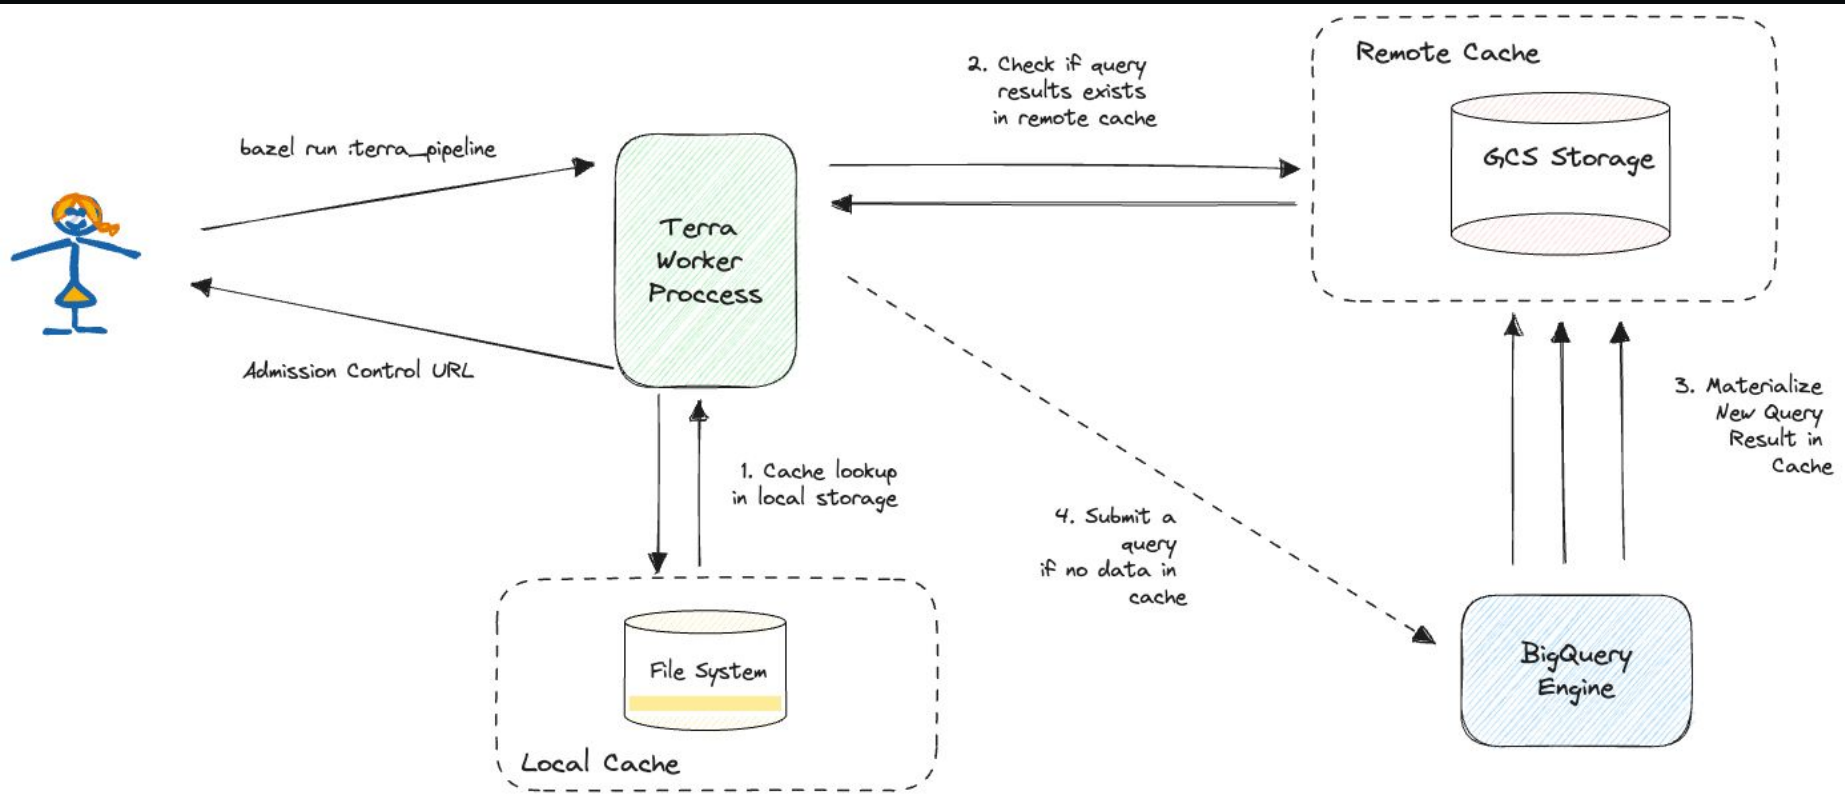 2. Check if query
results exists
in remote cache
Remote Cache
GCS Storage
bazel run :terra_pipeline
Terra
Worker
Proccess
Admission Control URL
3. Materialize
New Query
Result in
Cache
1. Cache lookup
in local storage
4. Submit a
query
if no data in
cache
File System
Local Cache
BigQuery
Engine